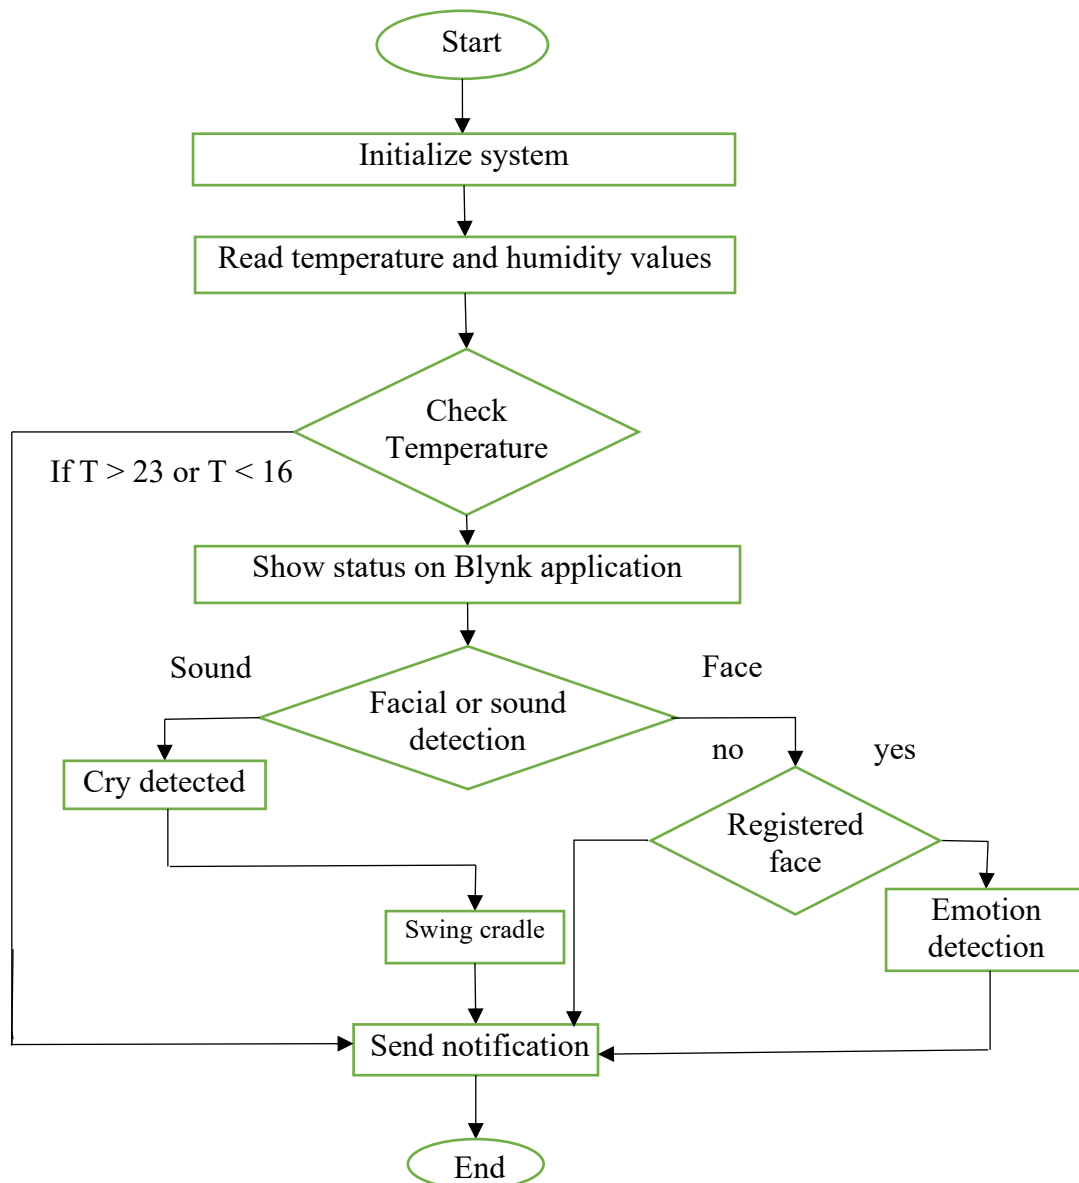 Start
Initialize system
Read temperature and humidity values
Check
Temperature
If T > 23 or T < 16
Show status on Blynk application
Sound
Face
Facial or sound
detection
no
yes
Cry detected
Registered
face
Emotion
detection
Swing cradle
Send notification
End